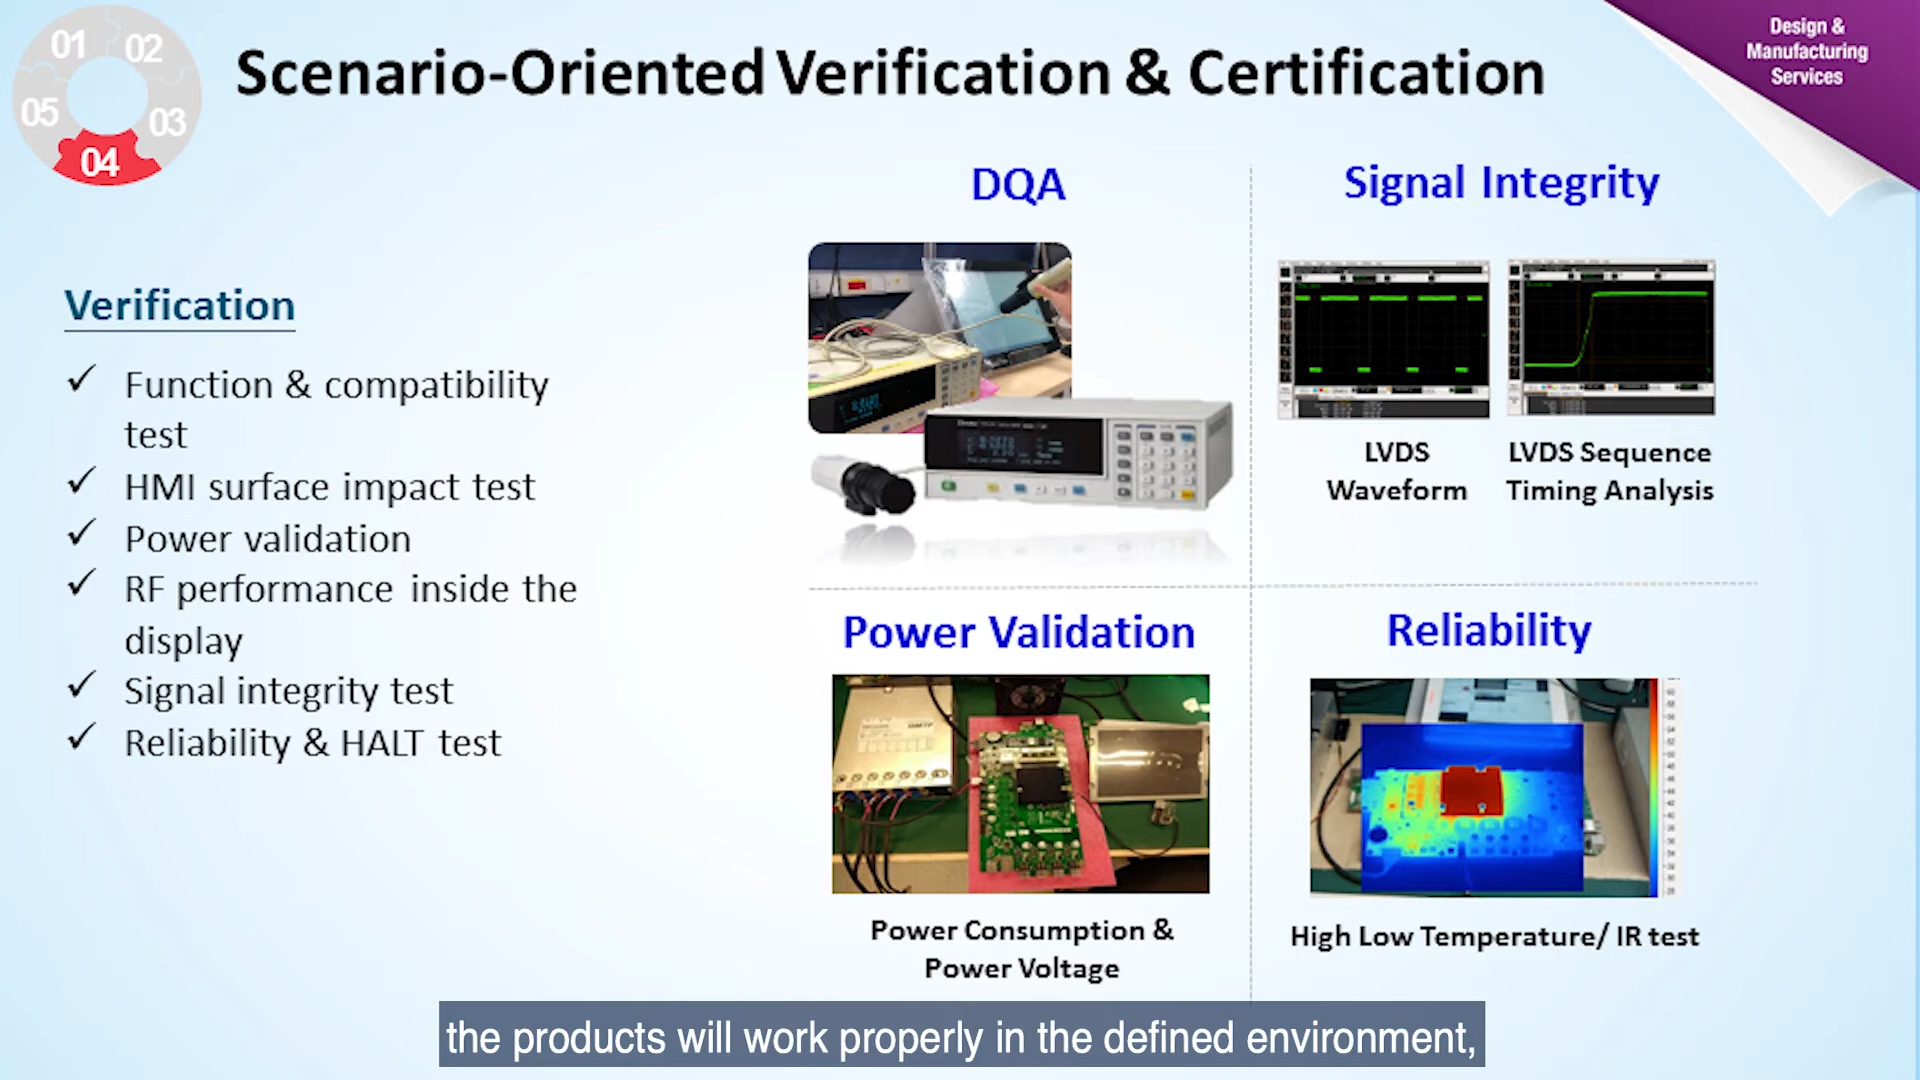 01 02
05 03
04
Scenario-Oriented Verification & Certification
Design &
Manufacturing
Services
Verification
✓ Function & compatibility
test
✓ HMI surface impact test
✓ Power validation
✓ RF performance inside the
display
✓ Signal integrity test
✓ Reliability & HALT test
DQA
Signal Integrity
LVDS
Waveform
LVDS Sequence
Timing Analysis
Power Validation
Power Consumption &
Power Voltage
Reliability
High Low Temperature/ IR test
the products will work properly in the defined environment,